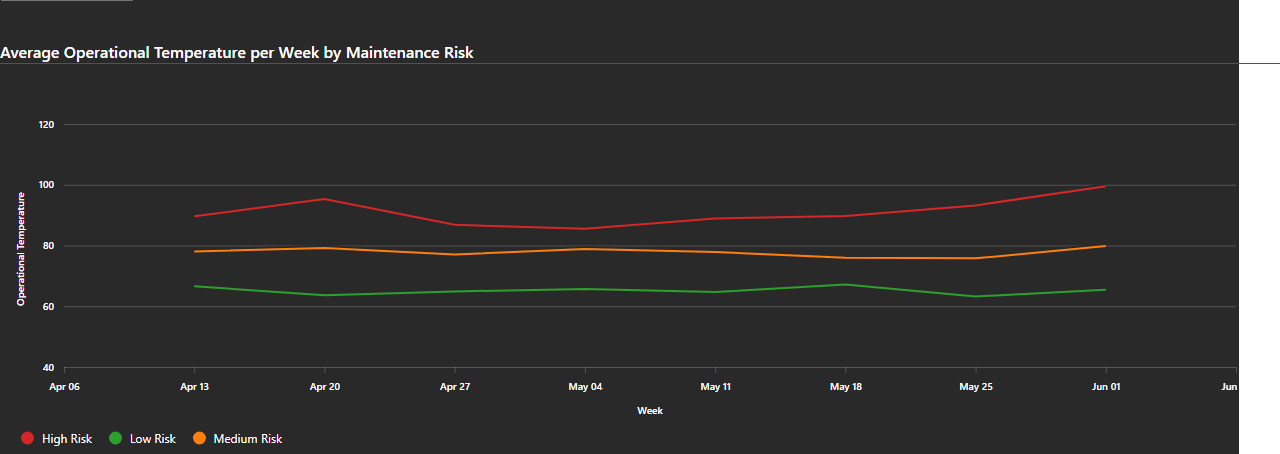 Average Operational Temperature per Week by Maintenance Risk
120
100
80
60
40
Operational Temperature
Apr 06 Apr 13 Apr 20 Apr 27 May 04 May 11 May 18 May 25 Jun 01 Jun
Week
High Risk Low Risk Medium Risk